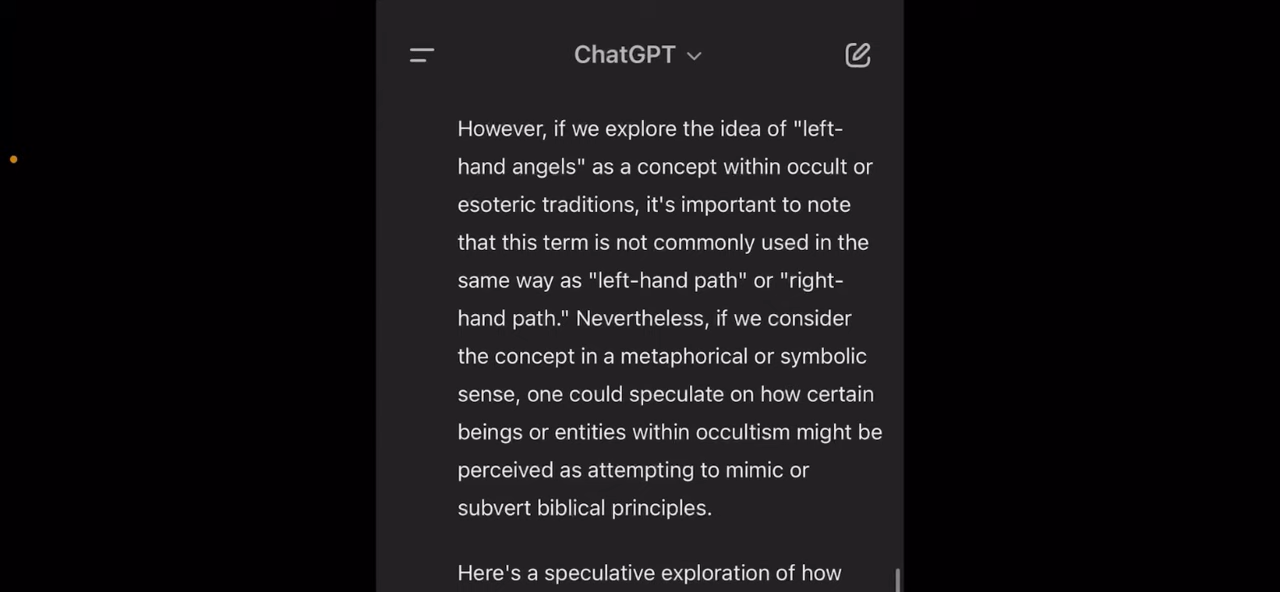 ChatGPT
However, if we explore the idea of "left-
hand angels" as a concept within occult or
esoteric traditions, it's important to note
that this term is not commonly used in the
same way as "left-hand path" or "right-
hand path." Nevertheless, if we consider
the concept in a metaphorical or symbolic
sense, one could speculate on how certain
beings or entities within occultism might be
perceived as attempting to mimic or
subvert biblical principles.
Here's a speculative exploration of how